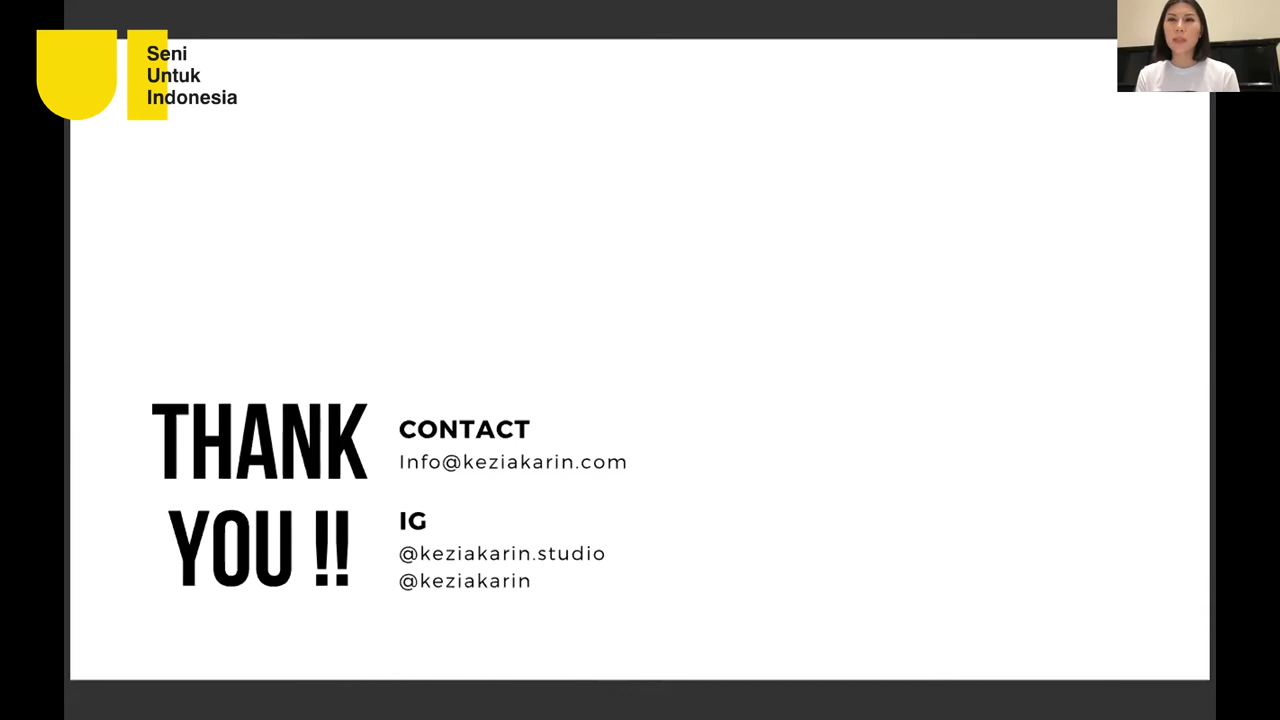 Seni
Untuk
Indonesia
THANK
YOU !!
CONTACT
Info@keziakarin.com
IG
@keziakarin.studio
@keziakarin